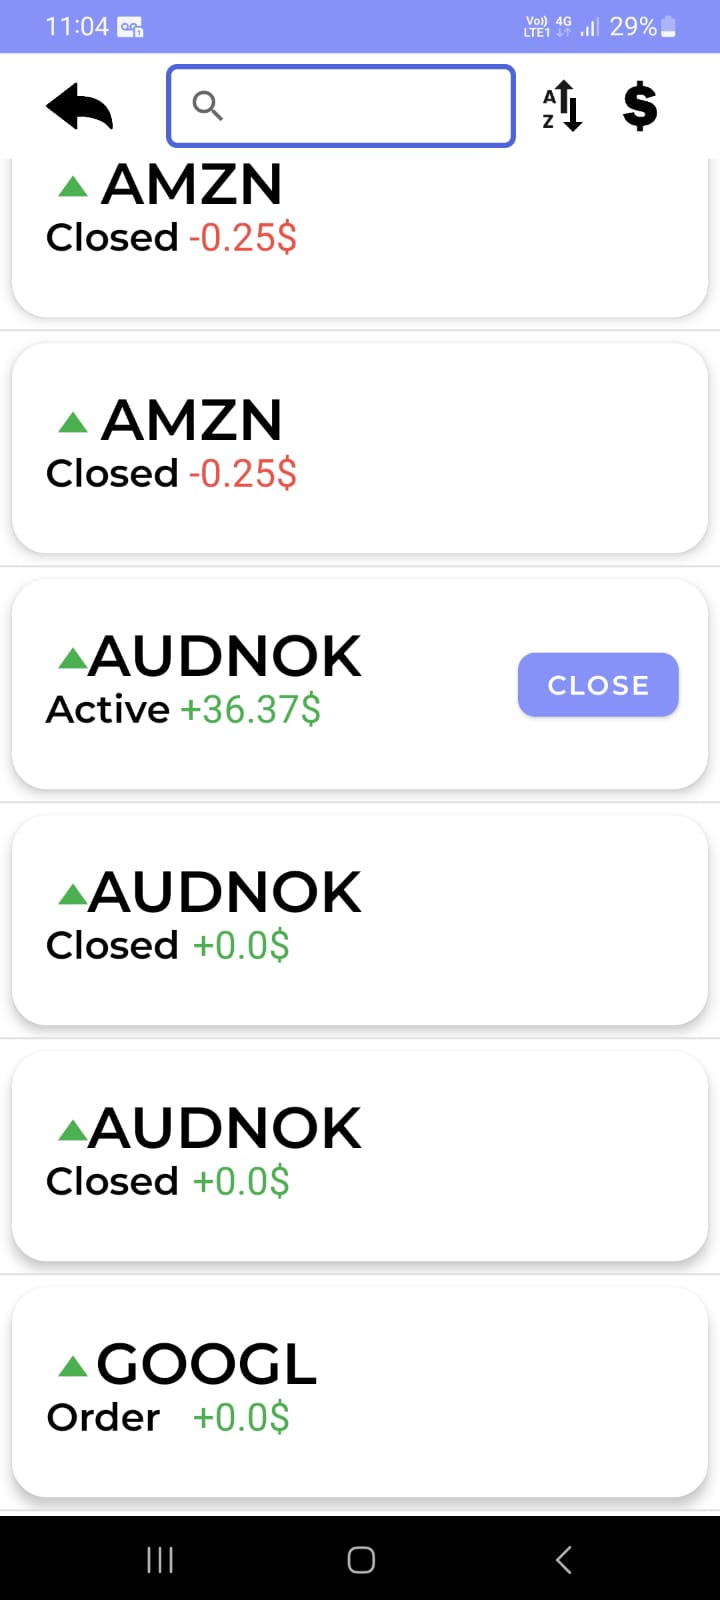 11:04
Vo)) 4G
LTE1
29%
A
Z
$
AMZN
Closed -0.25$
AMZN
Closed -0.25$
AUDNOK
Active +36.37$
CLOSE
AUDNOK
Closed +0.0$
AUDNOK
Closed +0.0$
GOOGL
Order +0.0$